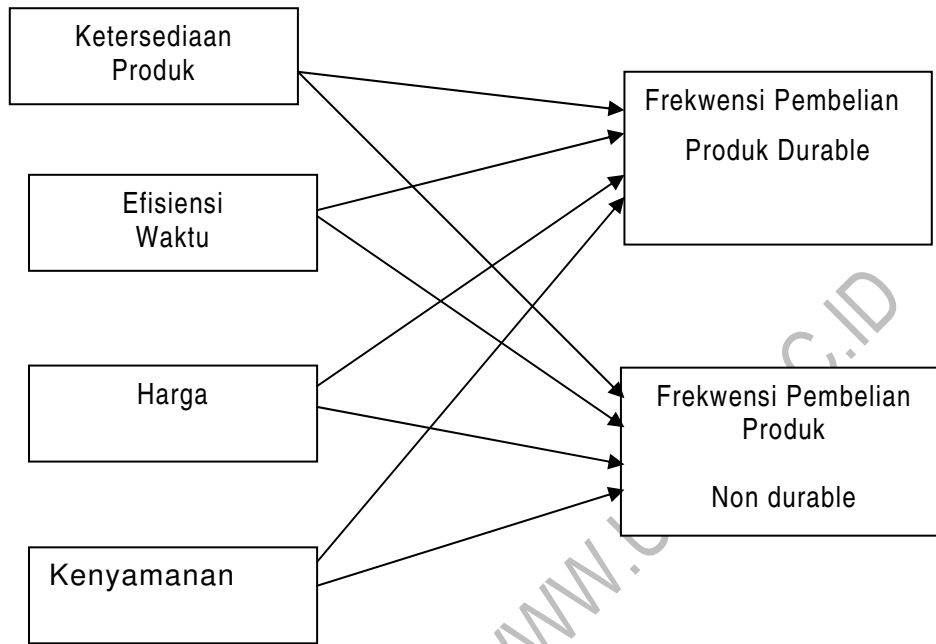 Ketersediaan
Produk
Frekwensi Pembelian
Produk Durable
Efisiensi
Waktu
Harga
Frekwensi Pembelian
Produk
Non durable
Kenyamanan